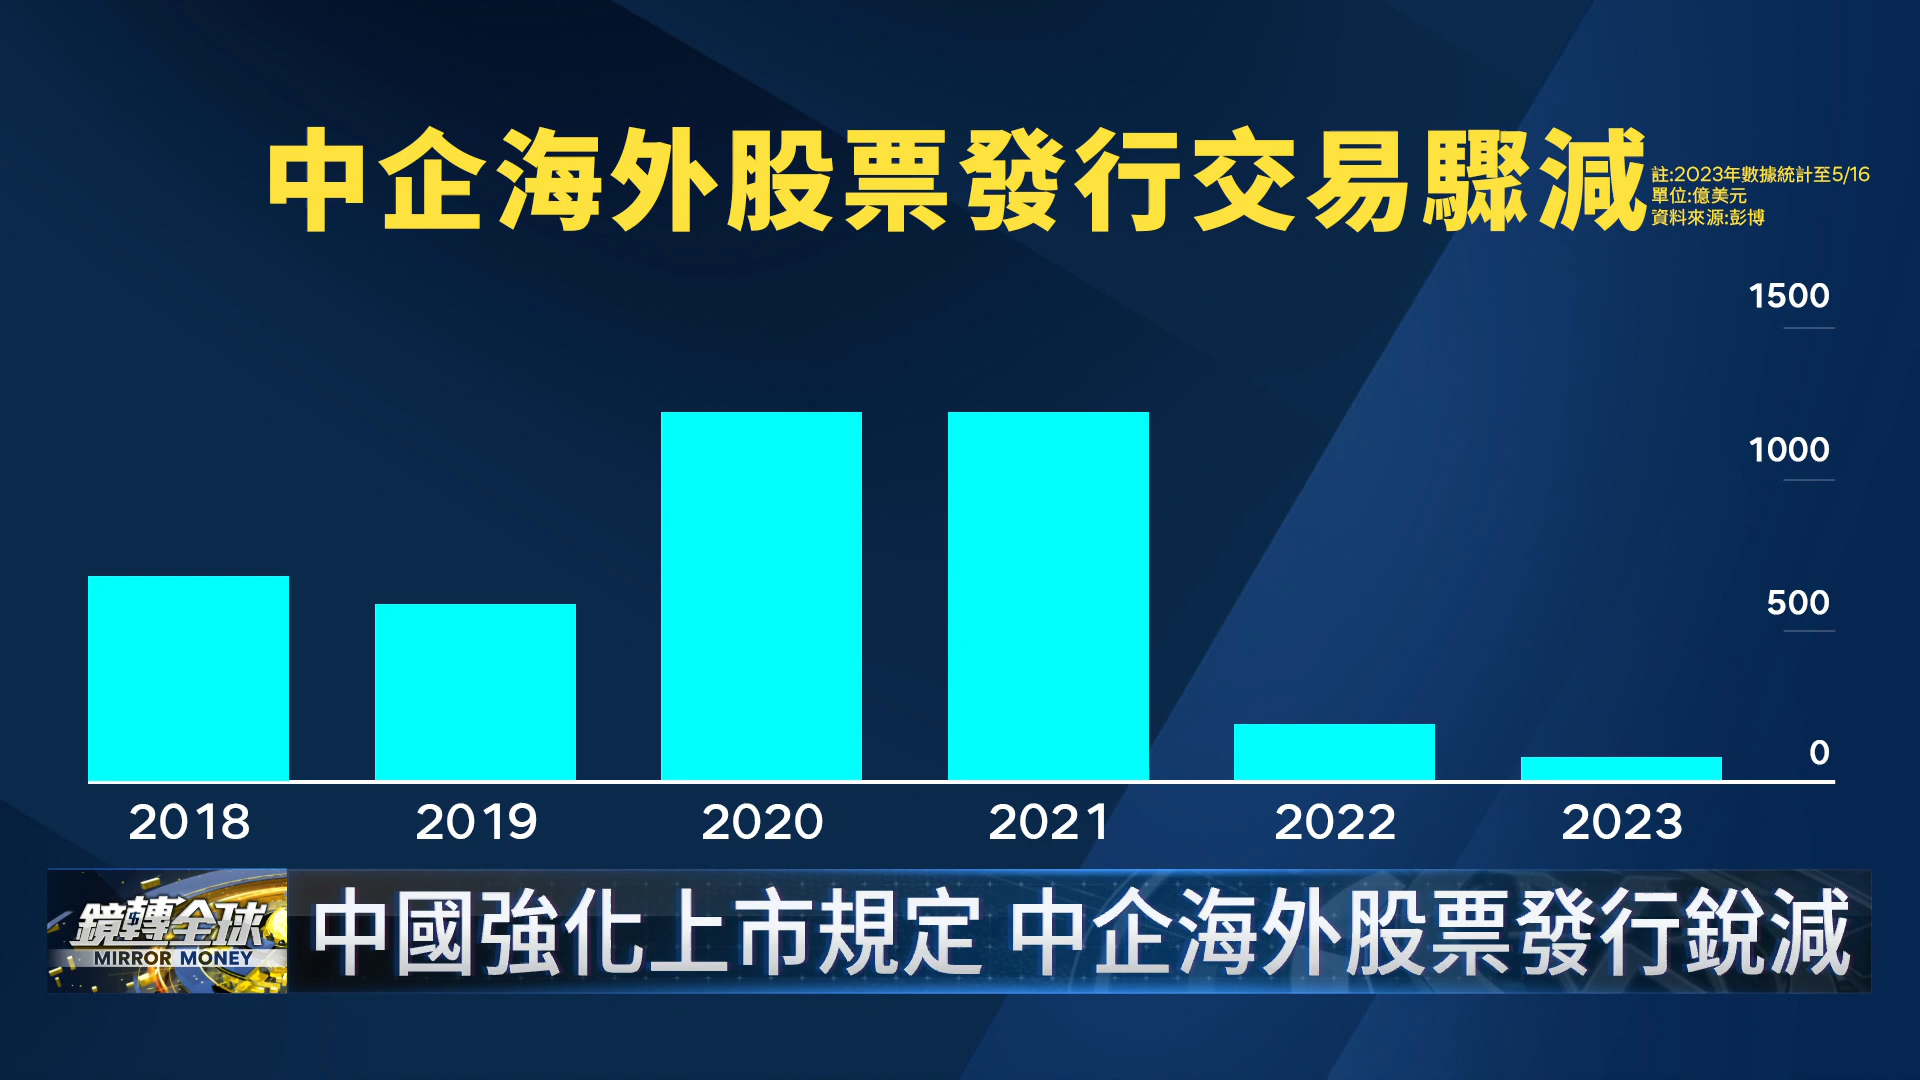 中企海外股票發行交易驟減
註:2023年數據統計至5/16
單位:億美元
資料來源:彭博
1500
1000
500
0
2018 2019 2020 2021 2022 2023
鏡轉全球
MIRROR MONEY
中國強化上市規定 中企海外股票發行銳減